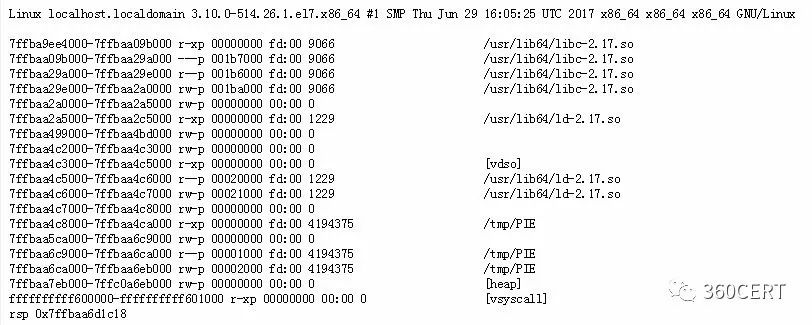 Linux localhost.localdomain 3.10.0-514.26.1.el7.x86_64 #1 SMP Thu Jun 29 16:05:25 UTC 2017 x86_64 x86_64 x86_64 GNU/Linux
7ffba9ee4000-7ffbaa09b000 r-xp 00000000 fd:00 9066 /usr/lib64/libc-2.17.so
7ffbaa09b000-7ffbaa29a000 ---p 001b7000 fd:00 9066 /usr/lib64/libc-2.17.so
7ffbaa29a000-7ffbaa29e000 r--p 001b6000 fd:00 9066 /usr/lib64/libc-2.17.so
7ffbaa29e000-7ffbaa2a0000 rw-p 001ba000 fd:00 9066 /usr/lib64/libc-2.17.so
7ffbaa2a0000-7ffbaa2a5000 rw-p 00000000 00:00 0
7ffbaa2a5000-7ffbaa2c5000 r-xp 00000000 fd:00 1229 /usr/lib64/ld-2.17.so
7ffbaa499000-7ffbaa4bd000 rw-p 00000000 00:00 0
7ffbaa4c2000-7ffbaa4c3000 rw-p 00000000 00:00 0
7ffbaa4c3000-7ffbaa4c5000 r-xp 00000000 00:00 0 [vdso]
7ffbaa4c5000-7ffbaa4c6000 r--p 00020000 fd:00 1229 /usr/lib64/ld-2.17.so
7ffbaa4c6000-7ffbaa4c7000 rw-p 00021000 fd:00 1229 /usr/lib64/ld-2.17.so
7ffbaa4c7000-7ffbaa4c8000 rw-p 00000000 00:00 0
7ffbaa4c8000-7ffbaa4ca000 r-xp 00000000 fd:00 4194375 /tmp/PIE
7ffbaa5ca000-7ffbaa6c9000 rw-p 00000000 00:00 0
7ffbaa6c9000-7ffbaa6ca000 r--p 00001000 fd:00 4194375 /tmp/PIE
7ffbaa6ca000-7ffbaa6eb000 rw-p 00002000 fd:00 4194375 /tmp/PIE
7ffbaa7eb000-7ffc0a6eb000 rw-p 00000000 00:00 0 [heap]
ffffffffff600000-ffffffffff601000 r-xp 00000000 00:00 0 [vsyscall]
rsp 0x7ffbaa6d1c18
360CERT